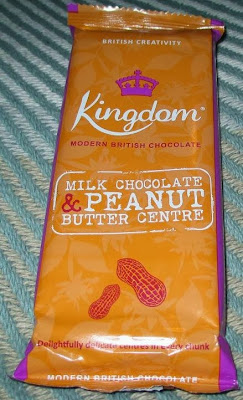 BRITISH CREATIVITY
Kingdom
MODERN BRITISH CHOCOLATE
MILK CHOCOLATE
& PEANUT
BUTTER CENTRE
Delightfully delicate centres in every chunk
MODERN BRITISH CHOCOLATE